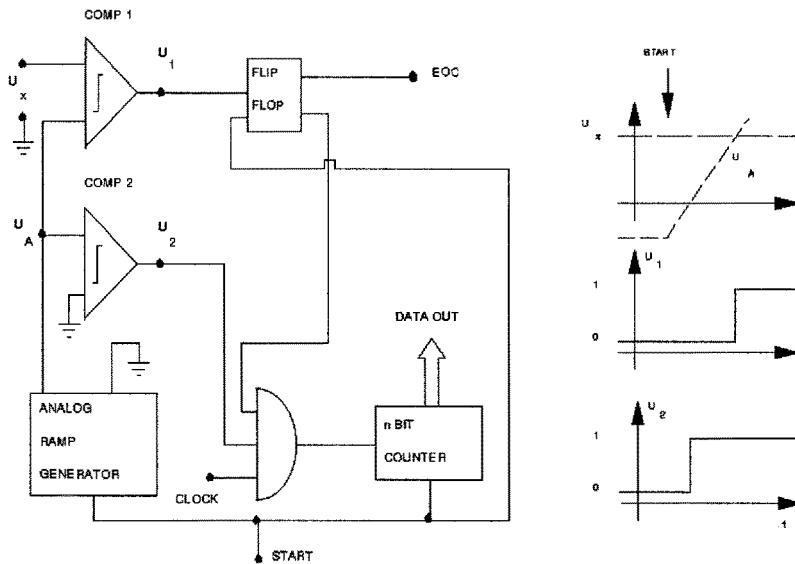 COMP 1
U
1
U
x
FLIP
FLOP
EOC
COMP 2
U
A
U
2
DATA OUT
ANALOG
RAMP
GENERATOR
n BIT
COUNTER
CLOCK
START
START
U
x
U
A
U
1
1
0
U
2
1
0